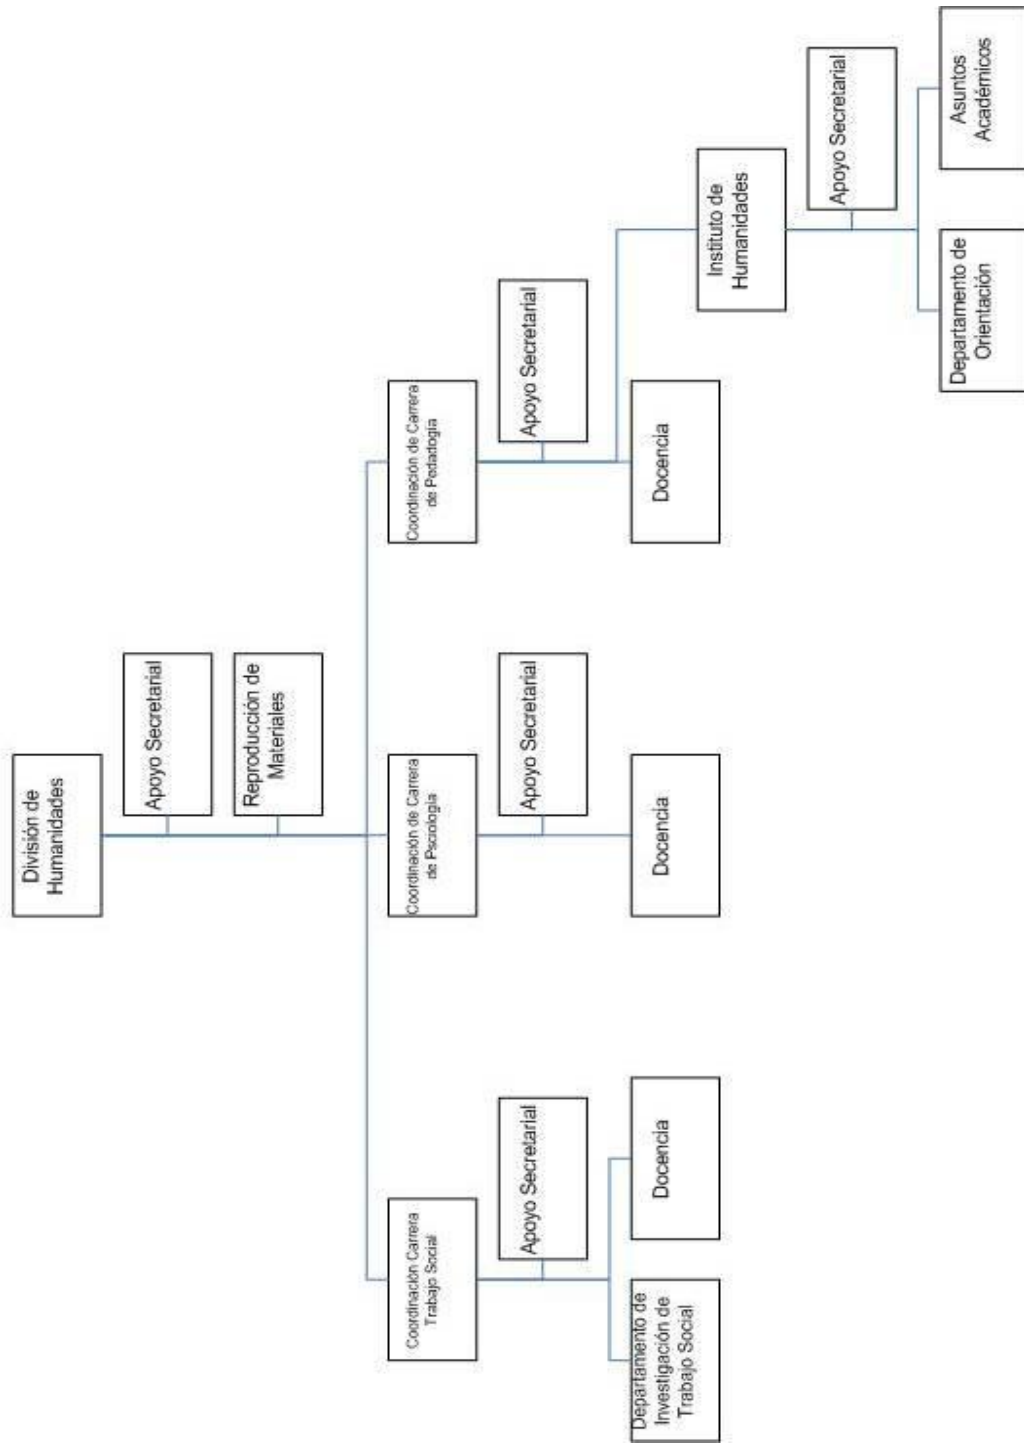 División de
Humanidades
Apoyo Secretarial
Reproducción de
Materiales
Coordinación Carrera
Trabajo Social
Coordinación de Carrera
de Psciología
Coordinación de Carrera
de Pedadogía
Apoyo Secretarial
Apoyo Secretarial
Apoyo Secretarial
Departamento de
Investigación de
Trabajo Social
Docencia
Docencia
Docencia
Instituto de
Humanidades
Apoyo Secretarial
Departamento de
Orientación
Asuntos
Académicos